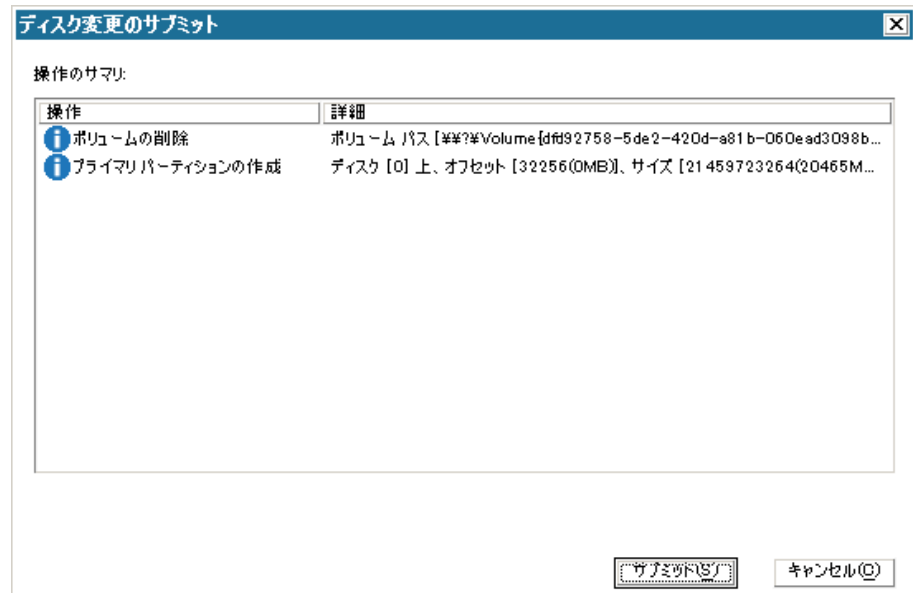 ディスク変更のサブミット
操作のサマリ:
操作 詳細
ボリュームの削除 ボリューム パス [¥¥?¥Volume{dfd92758-5de2-420d-a81b-060ead3098b...
プライマリ パーティションの作成 ディスク [0] 上、オフセット [32256(0MB)]、サイズ [21459723264(20465M...
サブミット(S) キャンセル(C)